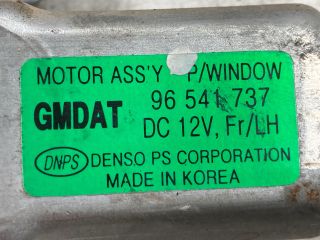 MOTOR ASS'Y P/WINDOW
GMDAT 96 541 737
DC 12V, Fr/LH
DNPS DENSO PS CORPORATION
MADE IN KOREA